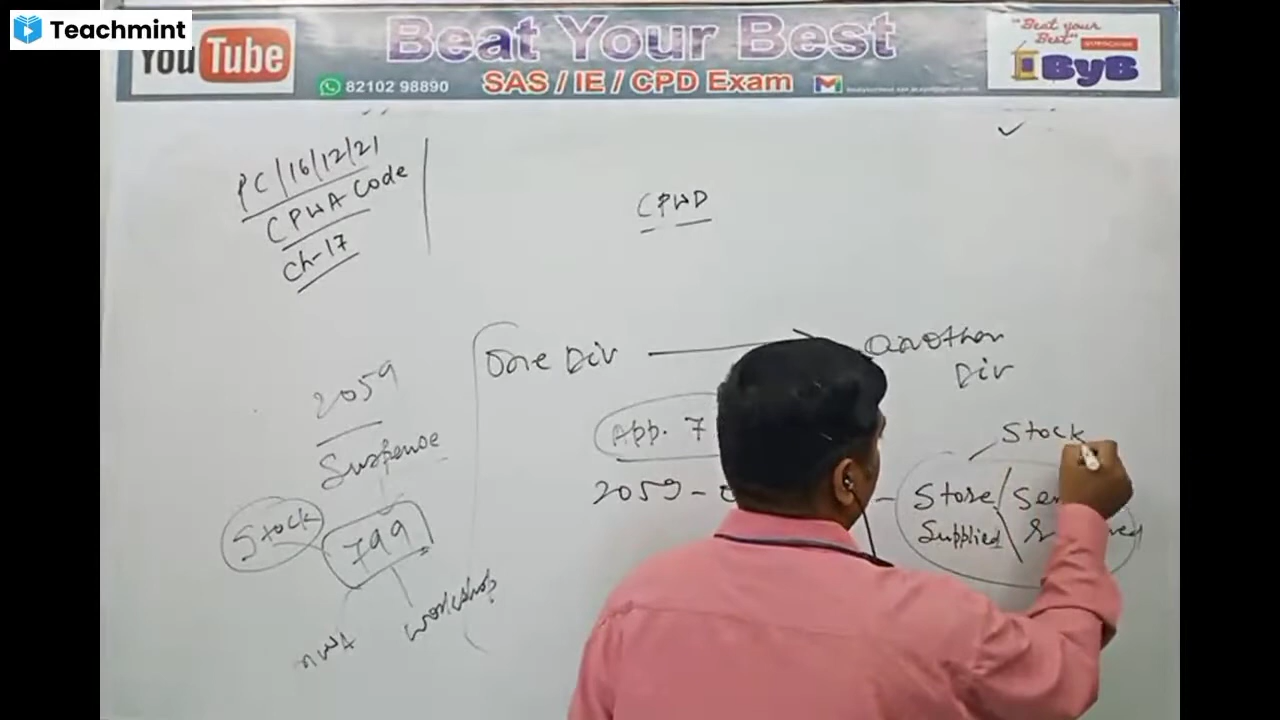 Teachmint
YouTube
Beat Your Best
SAS / IE / CPD Exam
82102 98890
"Beat your
Best"
SUBSCRIBE
ByB
PC/16/12/21
CPWA Code
Ch-17
CPWD
One Div
another
Div
2059
Suspense
Stock
799
workshop
App. 7
2059 -
Stock
Store /
Supplied